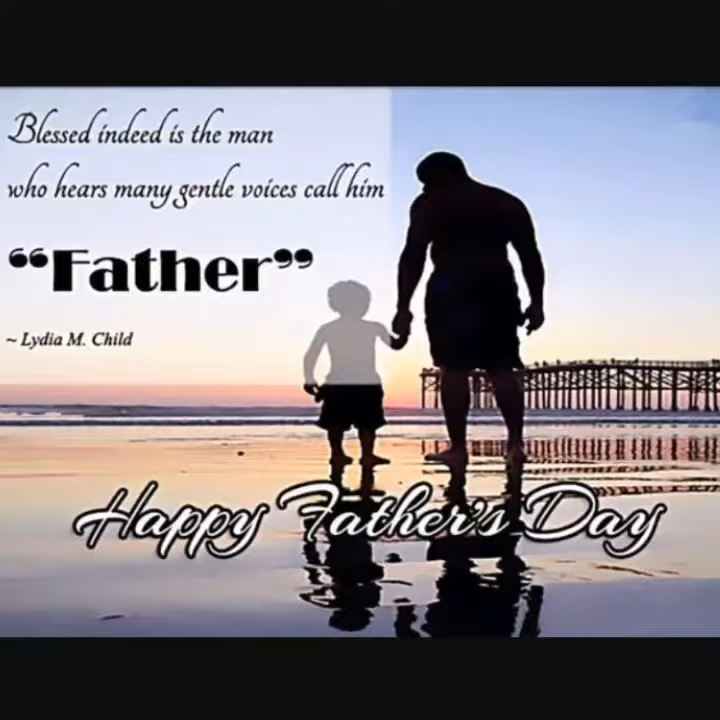 Blessed indeed is the man
who hears many gentle voices call him
“Father”
~ Lydia M. Child
Happy Father's Day